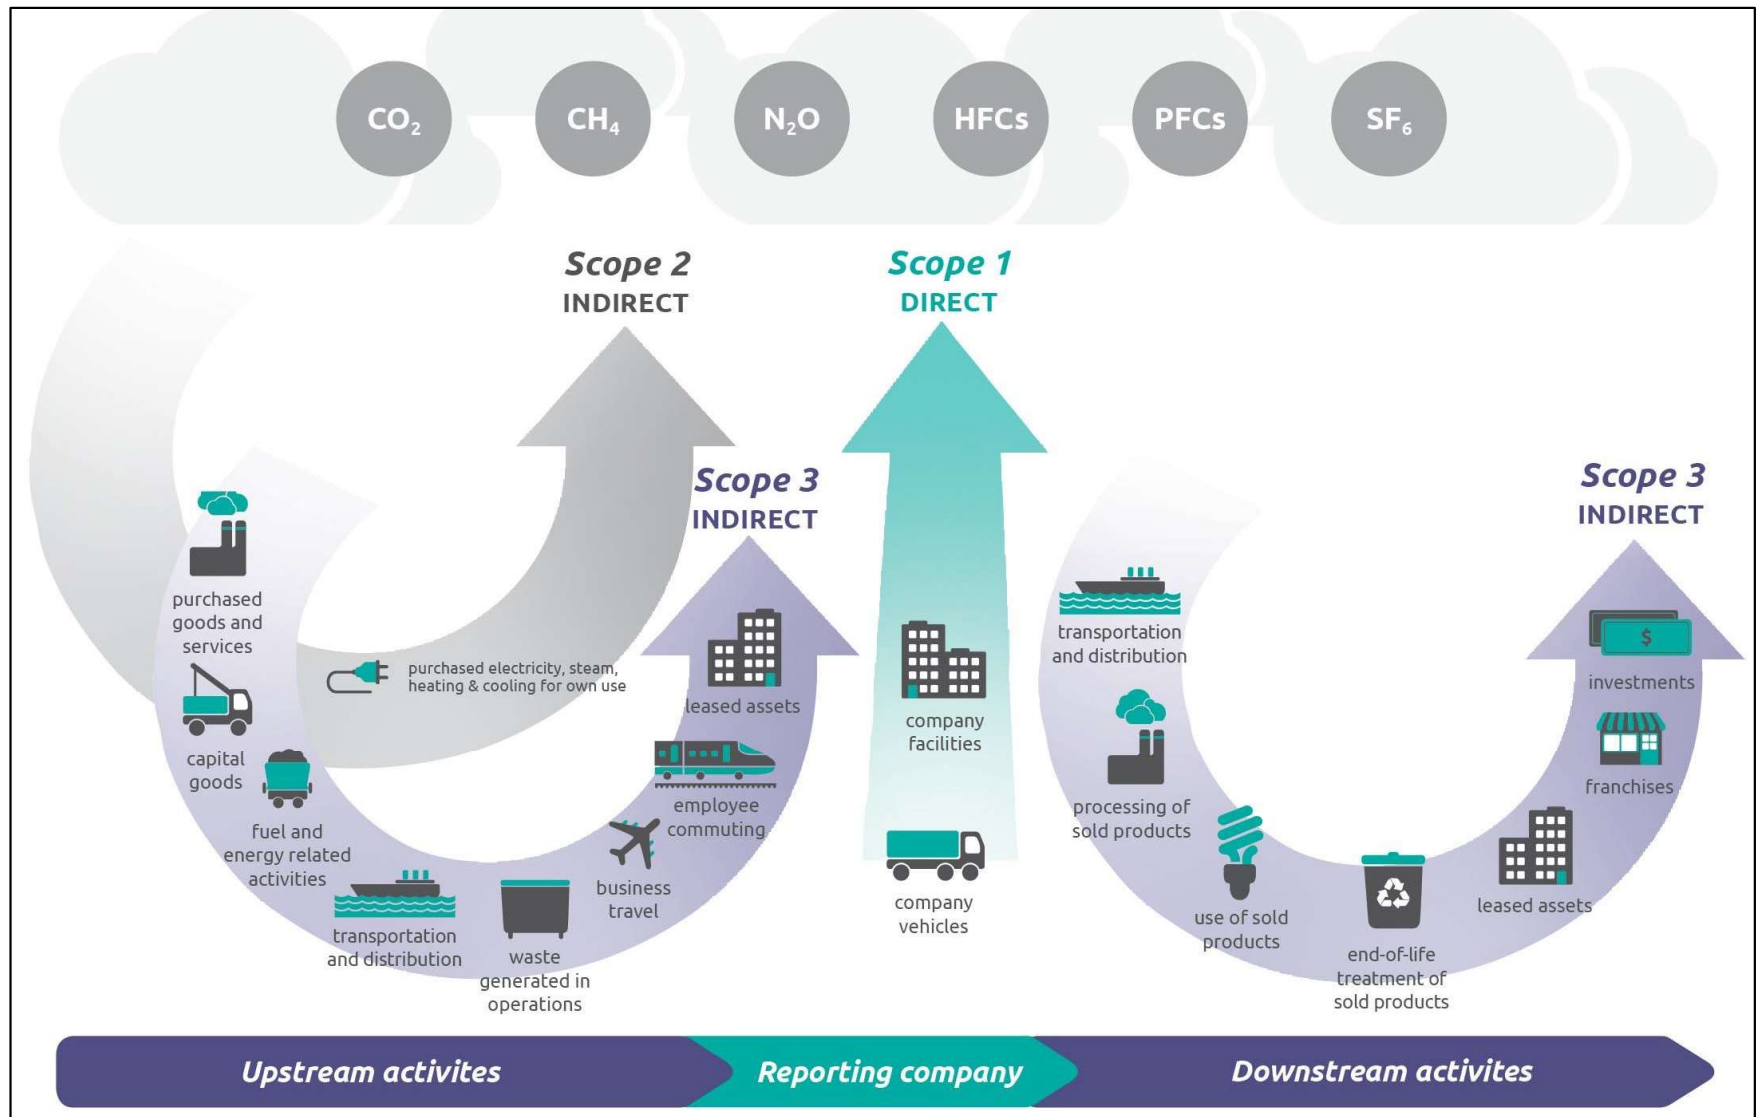 CO₂
CH₄
N₂O
HFCs
PFCs
SF₆
Scope 2
INDIRECT
Scope 1
DIRECT
Scope 3
INDIRECT
Scope 3
INDIRECT
purchased
goods and
services
capital
goods
fuel and
energy related
activities
transportation
and distribution
waste
generated in
operations
business
travel
employee
commuting
leased assets
purchased electricity, steam,
heating & cooling for own use
company
facilities
company
vehicles
transportation
and distribution
processing of
sold products
use of sold
products
end-of-life
treatment of
sold products
leased assets
franchises
$
investments
Upstream activites
Reporting company
Downstream activites